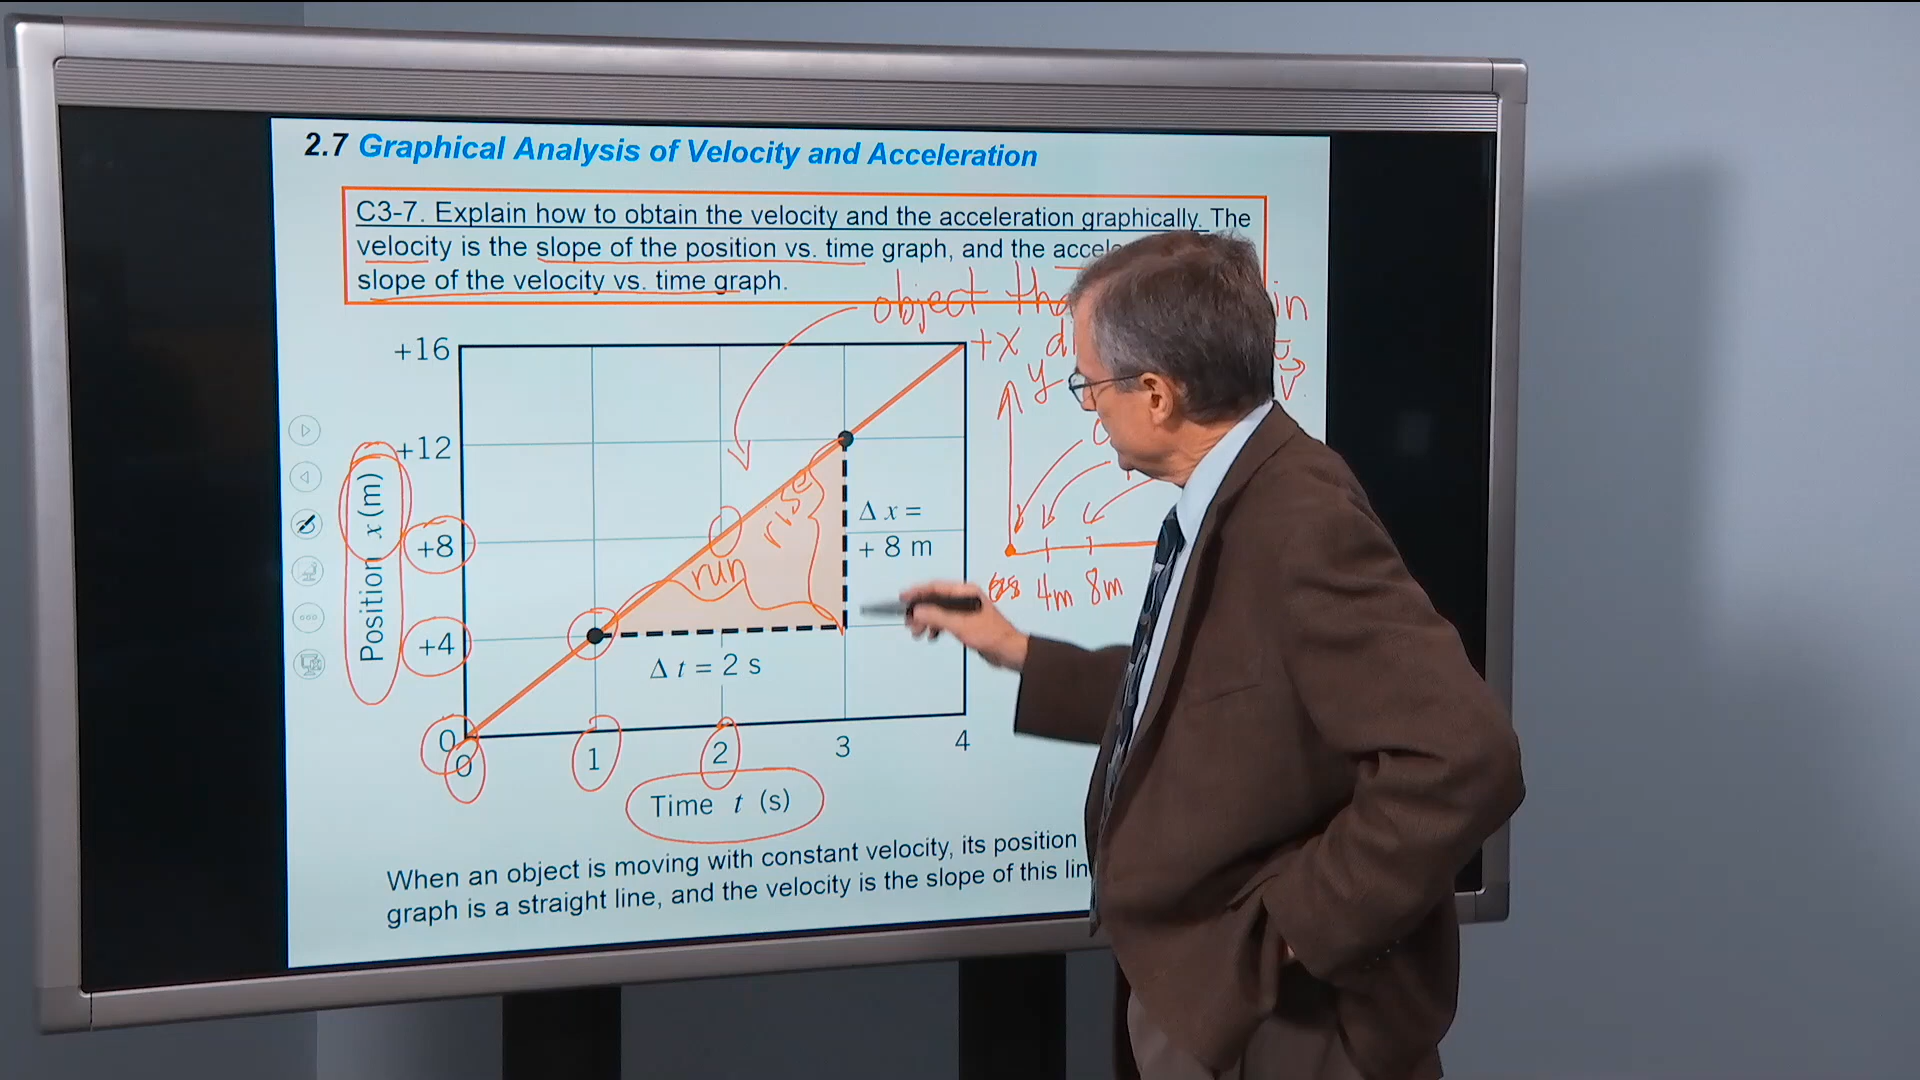 2.7 Graphical Analysis of Velocity and Acceleration
C3-7. Explain how to obtain the velocity and the acceleration graphically. The
velocity is the slope of the position vs. time graph, and the
slope of the velocity vs. time graph.
object in
+x
y
v
+16
+12
+8
+4
0
Position x (m)
rise
run
Δ x =
+ 8 m
Δ t = 2 s
4m 8m
0 1 2 3 4
Time t (s)
When an object is moving with constant velocity, its position
graph is a straight line, and the velocity is the slope of this